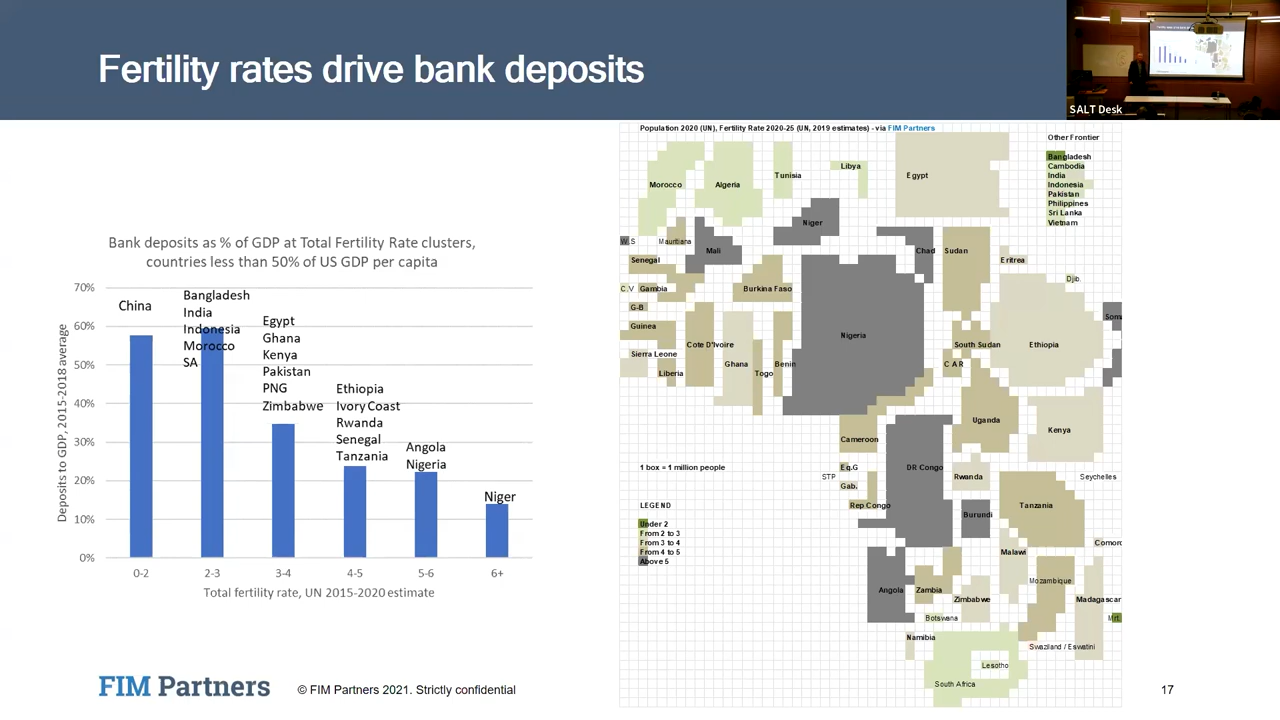 Fertility rates drive bank deposits
SALT Desk
Bank deposits as % of GDP at Total Fertility Rate clusters,
countries less than 50% of US GDP per capita
Deposits to GDP, 2015-2018 average
70%
60%
50%
40%
30%
20%
10%
0%
China
Bangladesh
India
Indonesia
Morocco
SA
Egypt
Ghana
Kenya
Pakistan
PNG
Zimbabwe
Ethiopia
Ivory Coast
Rwanda
Senegal
Tanzania
Angola
Nigeria
Niger
0-2
2-3
3-4
4-5
5-6
6+
Total fertility rate, UN 2015-2020 estimate
Population 2020 (UN), Fertility Rate 2020-25 (UN, 2019 estimates) - via FIM Partners
Other Frontier
Bangladesh
Cambodia
India
Indonesia
Pakistan
Philippines
Sri Lanka
Vietnam
Morocco
Algeria
Tunisia
Libya
Egypt
Niger
W.S
Mauritana
Mali
Chad
Sudan
Senegal
Eritrea
Djib.
C.V
Gambia
Burkina Faso
G-B
Guinea
Som
Nigeria
Cote D'Ivoire
South Sudan
Ethiopia
Sierra Leone
Ghana
Benin
C A R
Liberia
Togo
Uganda
Kenya
Cameroon
1 box = 1 million people
Eq.G
DR Congo
STP
Rwanda
Seychelles
Gab.
LEGEND
Rep Congo
Burundi
Tanzania
Under 2
From 2 to 3
From 3 to 4
From 4 to 5
Above 5
Comoro
Malawi
Angola
Zambia
Mozambique
Zimbabwe
Madagascar
Botswana
Mrt.
Namibia
Swaziland / Eswatini
Lesotho
South Africa
FIM Partners
© FIM Partners 2021. Strictly confidential
17